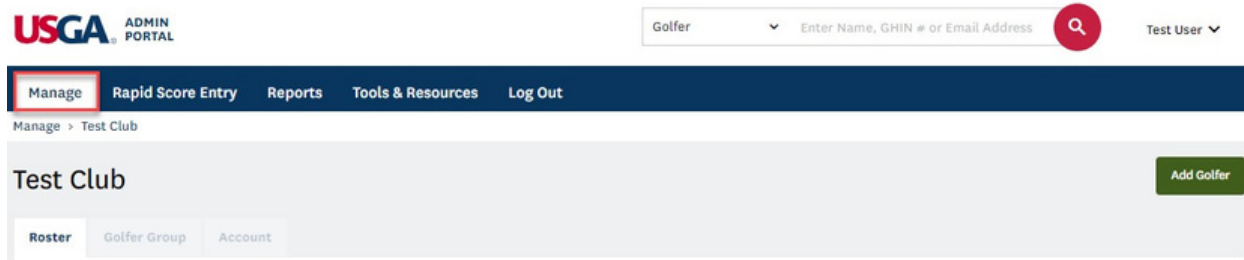 USGA ADMIN PORTAL
Golfer Enter Name, GHIN # or Email Address Test User
Manage Rapid Score Entry Reports Tools & Resources Log Out
Manage > Test Club
Test Club Add Golfer
Roster Golfer Group Account